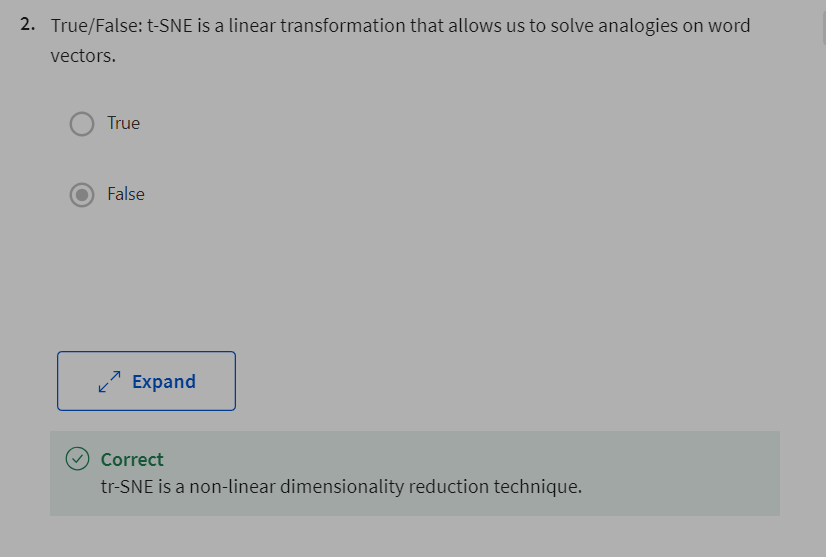 2. True/False: t-SNE is a linear transformation that allows us to solve analogies on word
vectors.
True
False
Expand
Correct
tr-SNE is a non-linear dimensionality reduction technique.